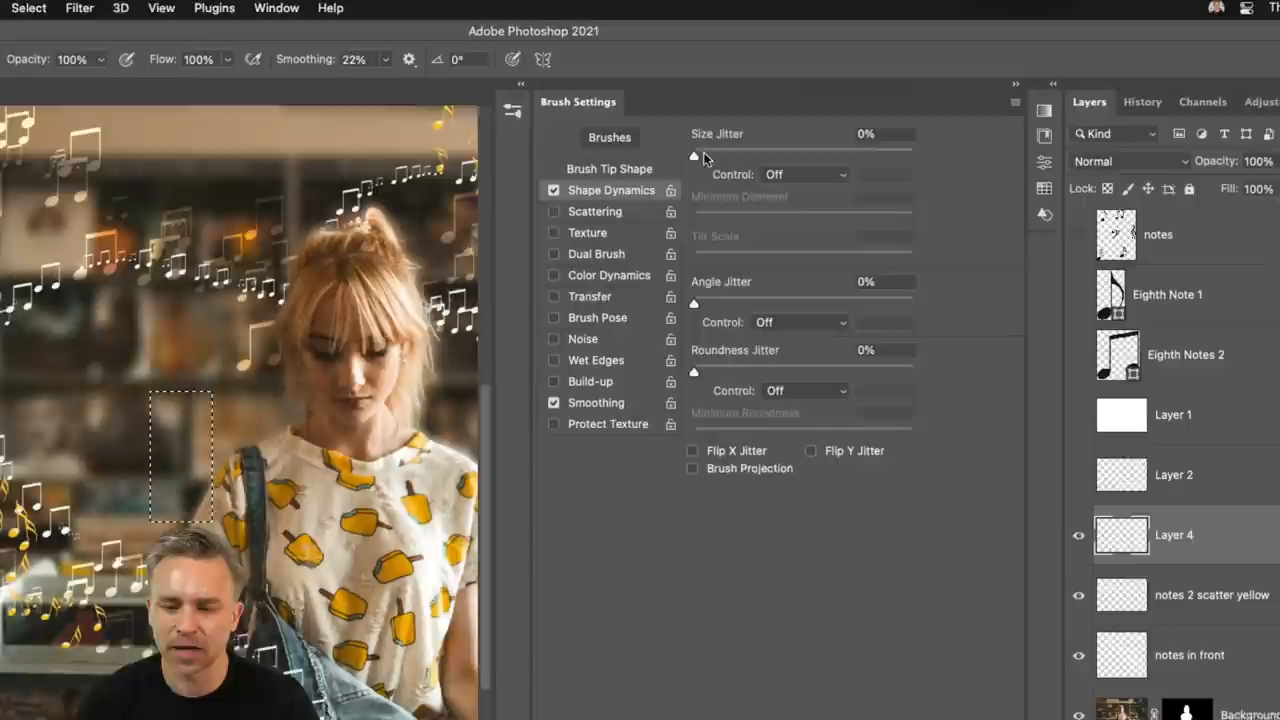 Select Filter 3D View Plugins Window Help
Adobe Photoshop 2021
Opacity: 100% Flow: 100% Smoothing: 22% 0°
Brush Settings
Brushes
Brush Tip Shape
Shape Dynamics
Scattering
Texture
Dual Brush
Color Dynamics
Transfer
Brush Pose
Noise
Wet Edges
Build-up
Smoothing
Protect Texture
Size Jitter 0%
Control: Off
Minimum Diameter
Tilt Scale
Angle Jitter 0%
Control: Off
Roundness Jitter 0%
Control: Off
Minimum Roundness
Flip X Jitter Flip Y Jitter
Brush Projection
Layers History Channels Adjust
Kind
Normal Opacity: 100%
Lock: Fill: 100%
notes
Eighth Note 1
Eighth Notes 2
Layer 1
Layer 2
Layer 4
notes 2 scatter yellow
notes in front
Background